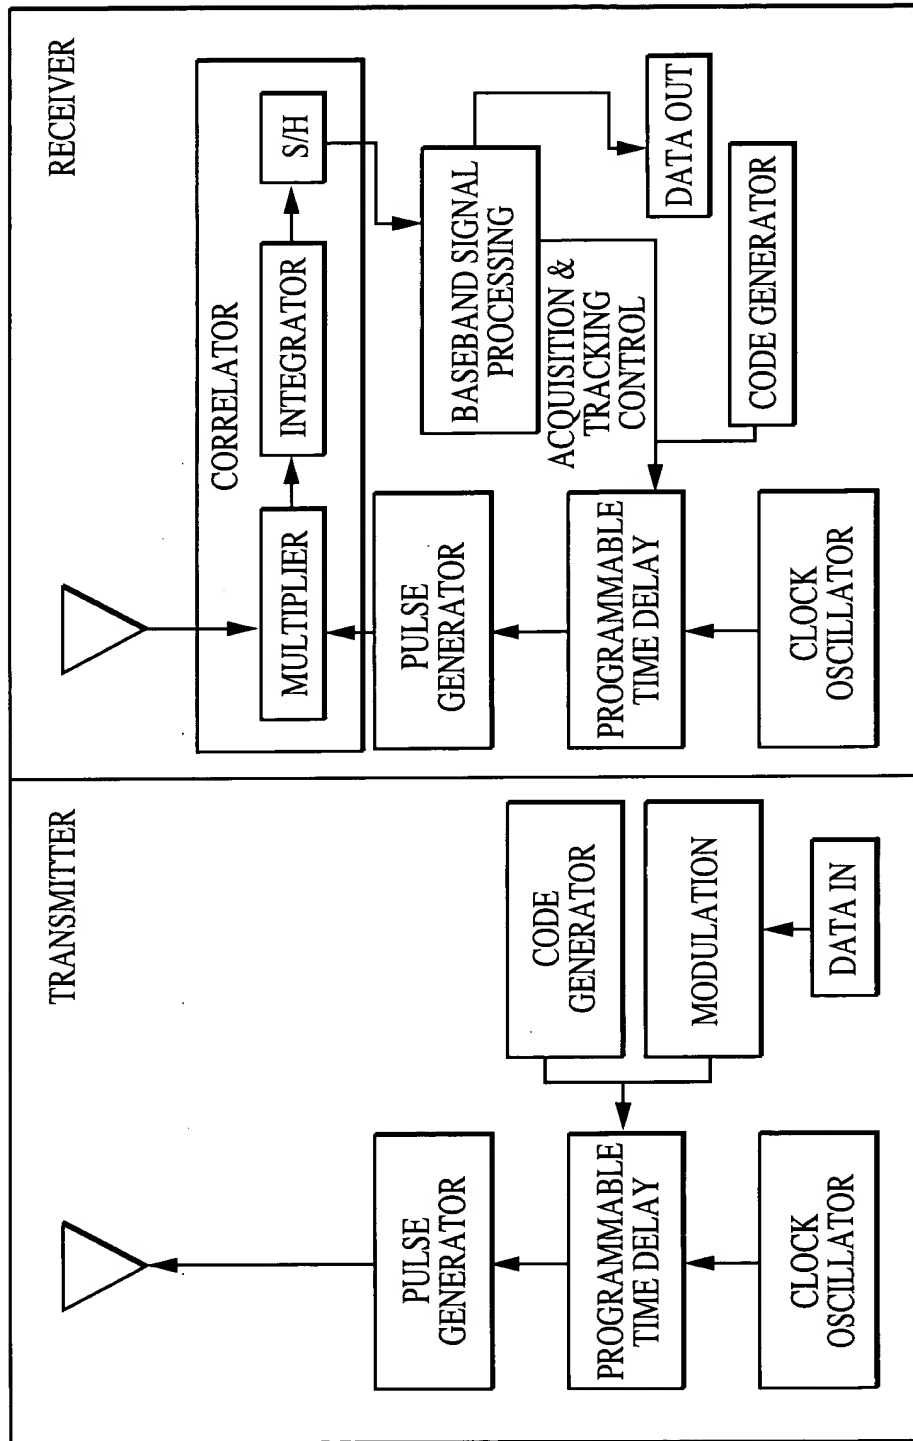 TRANSMITTER
PULSE
GENERATOR
PROGRAMMABLE
TIME DELAY
CLOCK
OSCILLATOR
CODE
GENERATOR
MODULATION
DATA IN
RECEIVER
CORRELATOR
MULTIPLIER
INTEGRATOR
S/H
PULSE
GENERATOR
BASEBAND SIGNAL
PROCESSING
ACQUISITION &
TRACKING
CONTROL
DATA OUT
PROGRAMMABLE
TIME DELAY
CODE GENERATOR
CLOCK
OSCILLATOR